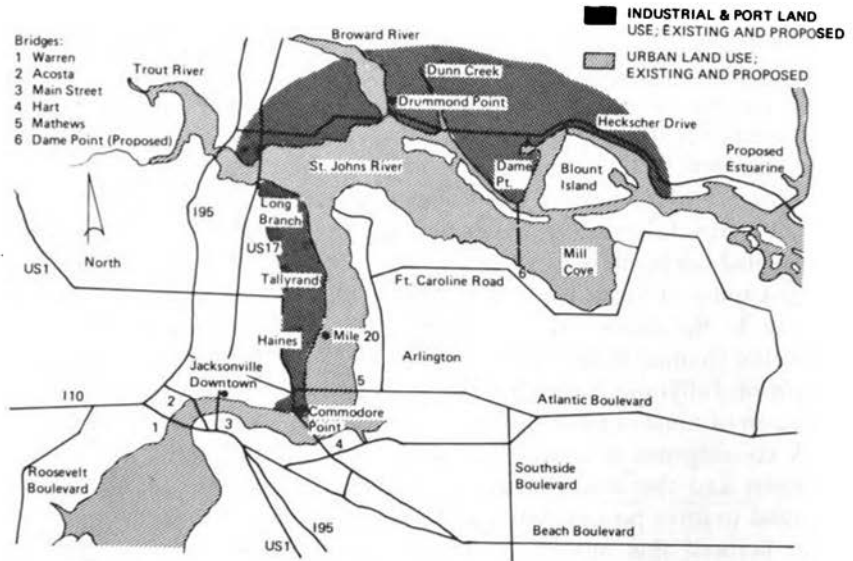 INDUSTRIAL & PORT LAND
USE; EXISTING AND PROPOSED
URBAN LAND USE;
EXISTING AND PROPOSED
Bridges:
1 Warren
2 Acosta
3 Main Street
4 Hart
5 Mathews
6 Dame Point (Proposed)
Broward River
Trout River
Dunn Creek
Drummond Point
Heckscher Drive
Proposed
Estuarine
St. Johns River
Dame
Pt.
Blount
Island
Long
Branch
I95
US17
North
US1
Mill
Cove
Tallyrand
Ft. Caroline Road
6
Haines
Mile 20
Arlington
Jacksonville
Downtown
5
I10
2
Commodore
Point
Atlantic Boulevard
1
3
4
Roosevelt
Boulevard
Southside
Boulevard
I95
US1
Beach Boulevard